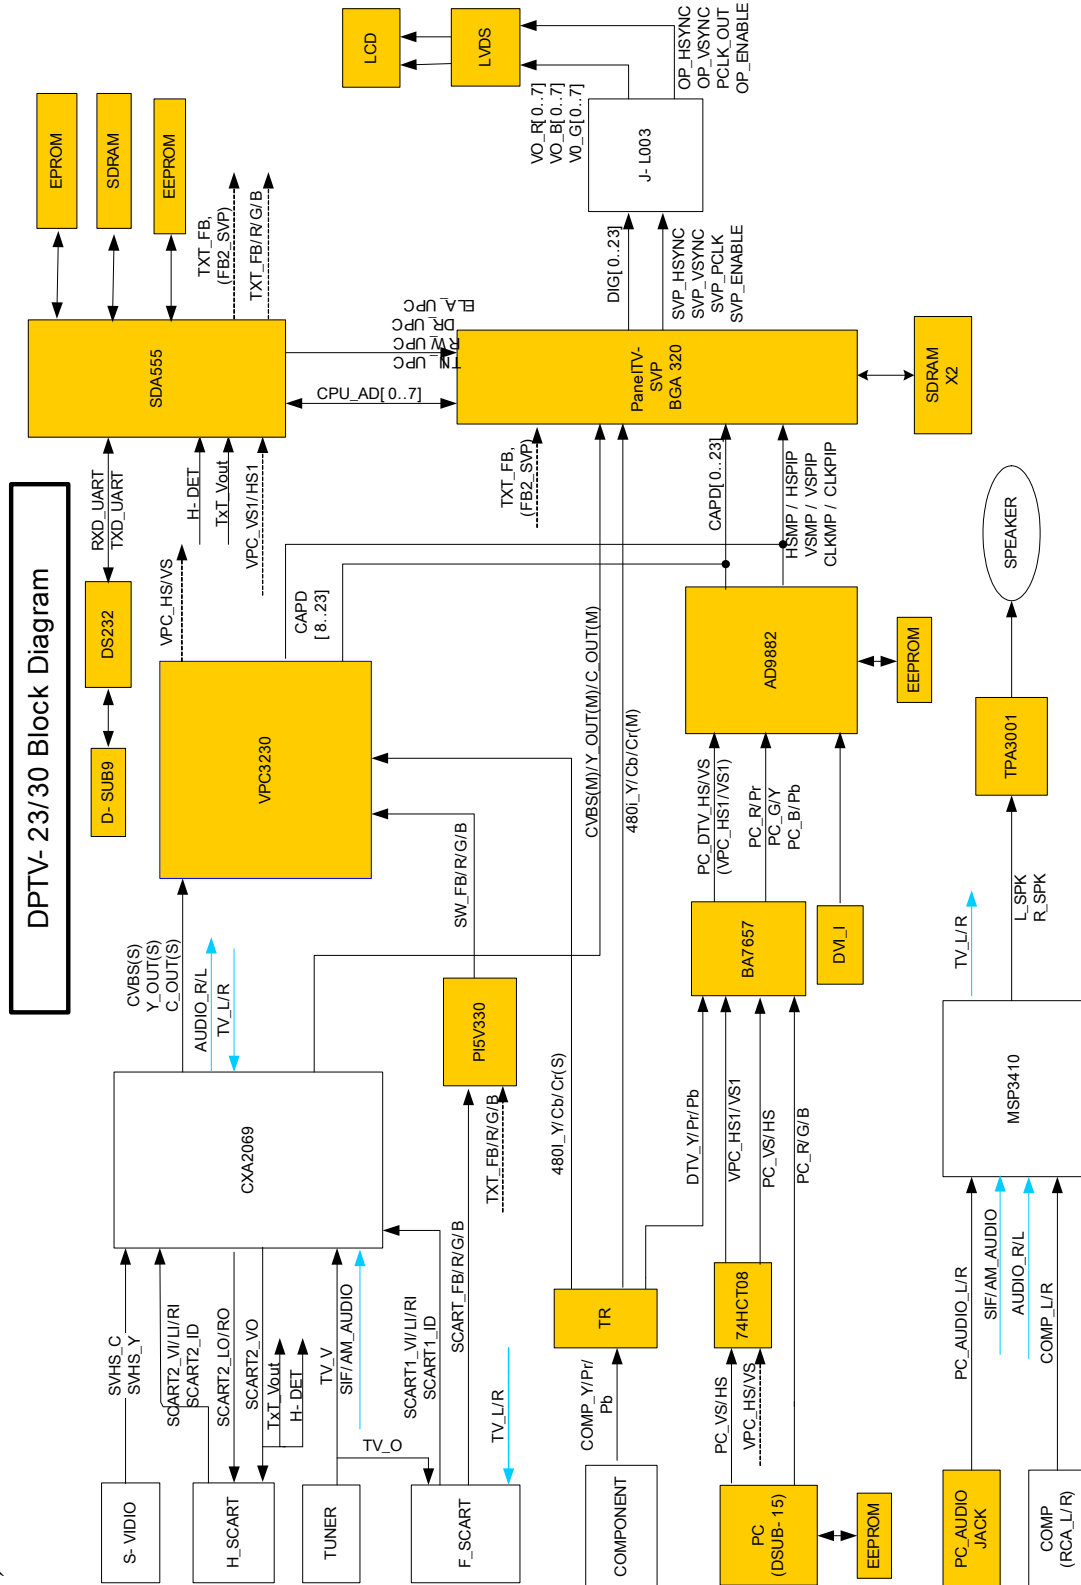 DPTV- 23/30 Block Diagram
S- VIDIO
H_SCART
TUNER
F_SCART
COMPONENT
PC
(DSUB- 15)
EEPROM
PC_AUDIO
JACK
COMP
(RCA_L/R)
SVHS_C
SVHS_Y
SCART2_VI/LI/RI
SCART2_ID
SCART2_LO/RO
SCART2_VO
TxT_Vout
H- DET
TV_V
SIF/AM_AUDIO
TV_O
SCART1_VI/LI/RI
SCART1_ID
SCART_FB/R/G/B
TV_L/R
COMP_Y/Pr/
Pb
PC_VS/HS
VPC_HS/VS
PC_AUDIO_L/R
SIF/AM_AUDIO
AUDIO_R/L
COMP_L/R
CXA2069
TR
74HCT08
MSP3410
PI5V330
TXT_FB/R/G/B
480I_Y/Cb/Cr(S)
DTV_Y/Pr/Pb
VPC_HS1/VS1
PC_VS/HS
PC_R/G/B
CVBS(S)
Y_OUT(S)
C_OUT(S)
AUDIO_R/L
TV_L/R
SW_FB/R/G/B
BA7657
DVI_I
TV_L/R
L_SPK
R_SPK
D- SUB9
DS232
RXD_UART
TXD_UART
VPC3230
VPC_HS/VS
CAPD
[8..23]
H- DET
TxT_Vout
VPC_VS1/HS1
CVBS(M)/Y_OUT(M)/C_OUT(M)
480i_Y/Cb/Cr(M)
PC_DTV_HS/VS
(VPC_HS1/VS1)
PC_R/Pr
PC_G/Y
PC_B/Pb
AD9882
EEPROM
TPA3001
SPEAKER
TXT_FB,
(FB2_SVP)
CAPD[0..23]
HSMP / HSPIP
VSMP / VSPIP
CLKMP / CLKPIP
SDA555
CPU_AD[0..7]
ELA_UPC
DR_UPC
RW_UPC
TN_UPC
PanelTV-
SVP
BGA 320
SDRAM
X2
EPROM
SDRAM
EEPROM
TXT_FB,
(FB2_SVP)
TXT_FB/R/G/B
DIG[0..23]
SVP_HSYNC
SVP_VSYNC
SVP_PCLK
SVP_ENABLE
J- L003
VO_R[0..7]
VO_B[0..7]
V0_G[0..7]
OP_HSYNC
OP_VSYNC
PCLK_OUT
OP_ENABLE
LCD
LVDS